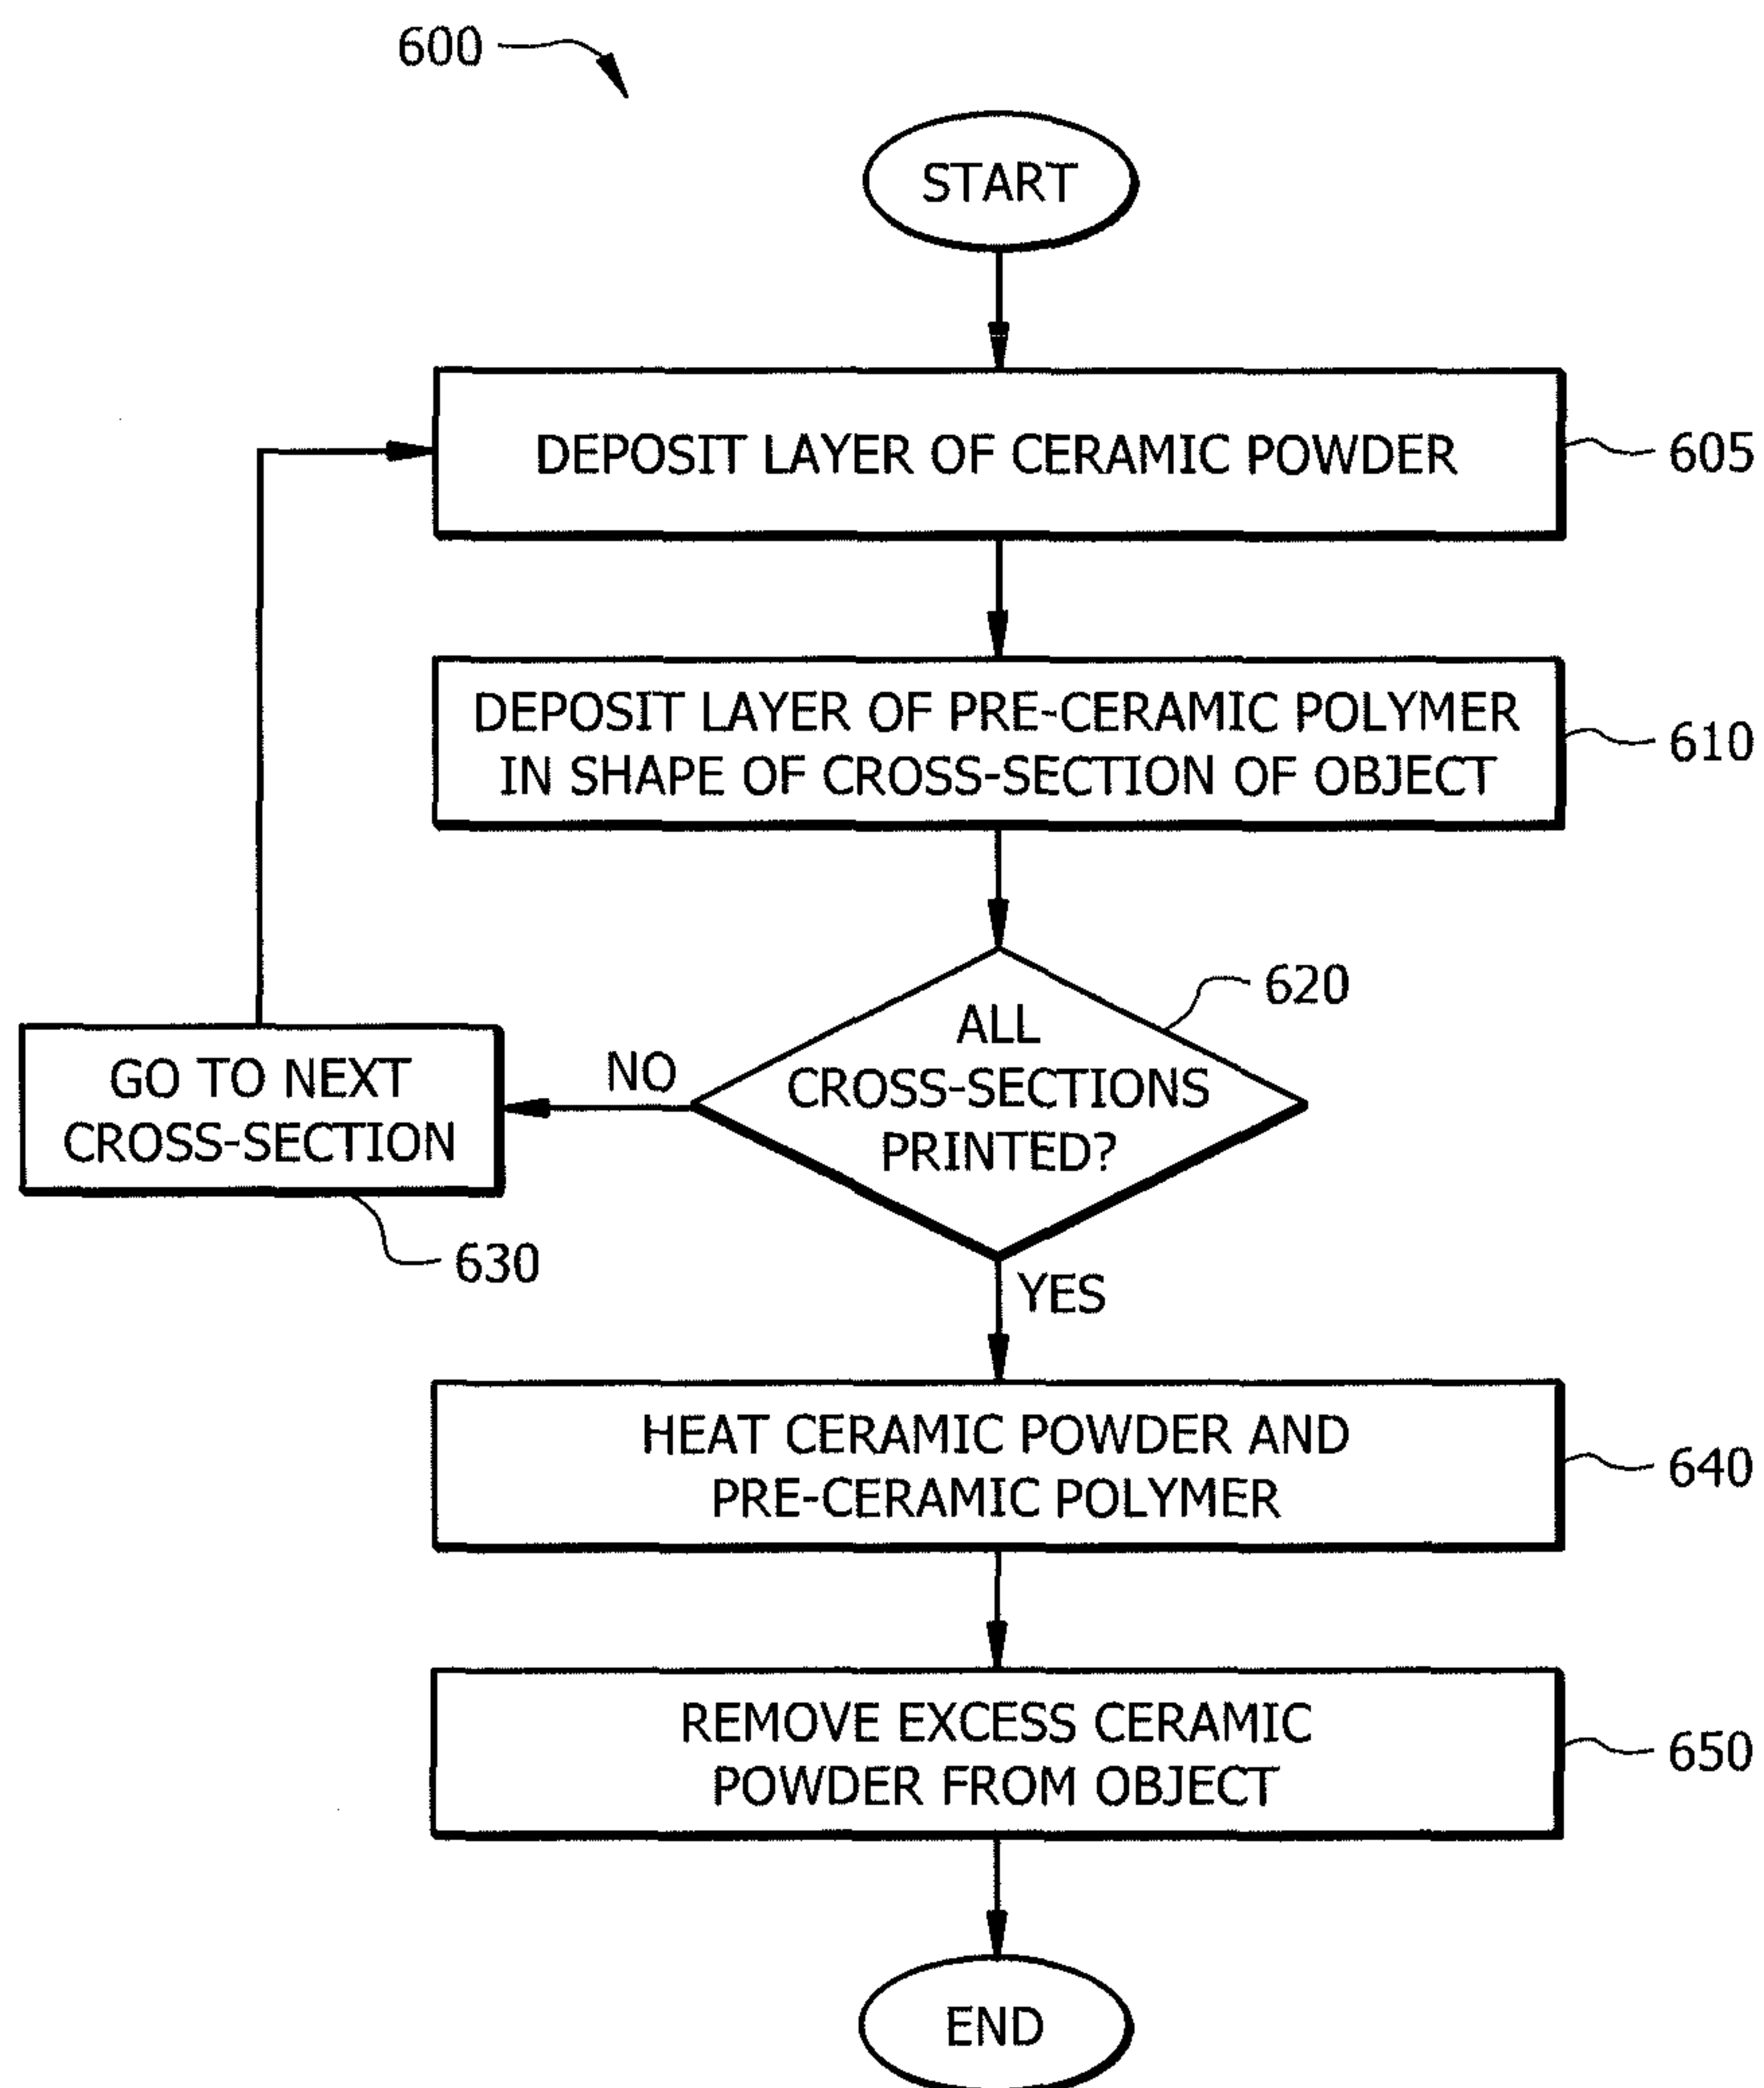 600
START
DEPOSIT LAYER OF CERAMIC POWDER
605
DEPOSIT LAYER OF PRE-CERAMIC POLYMER
IN SHAPE OF CROSS-SECTION OF OBJECT
610
ALL
CROSS-SECTIONS
PRINTED?
620
NO
GO TO NEXT
CROSS-SECTION
630
YES
HEAT CERAMIC POWDER AND
PRE-CERAMIC POLYMER
640
REMOVE EXCESS CERAMIC
POWDER FROM OBJECT
650
END